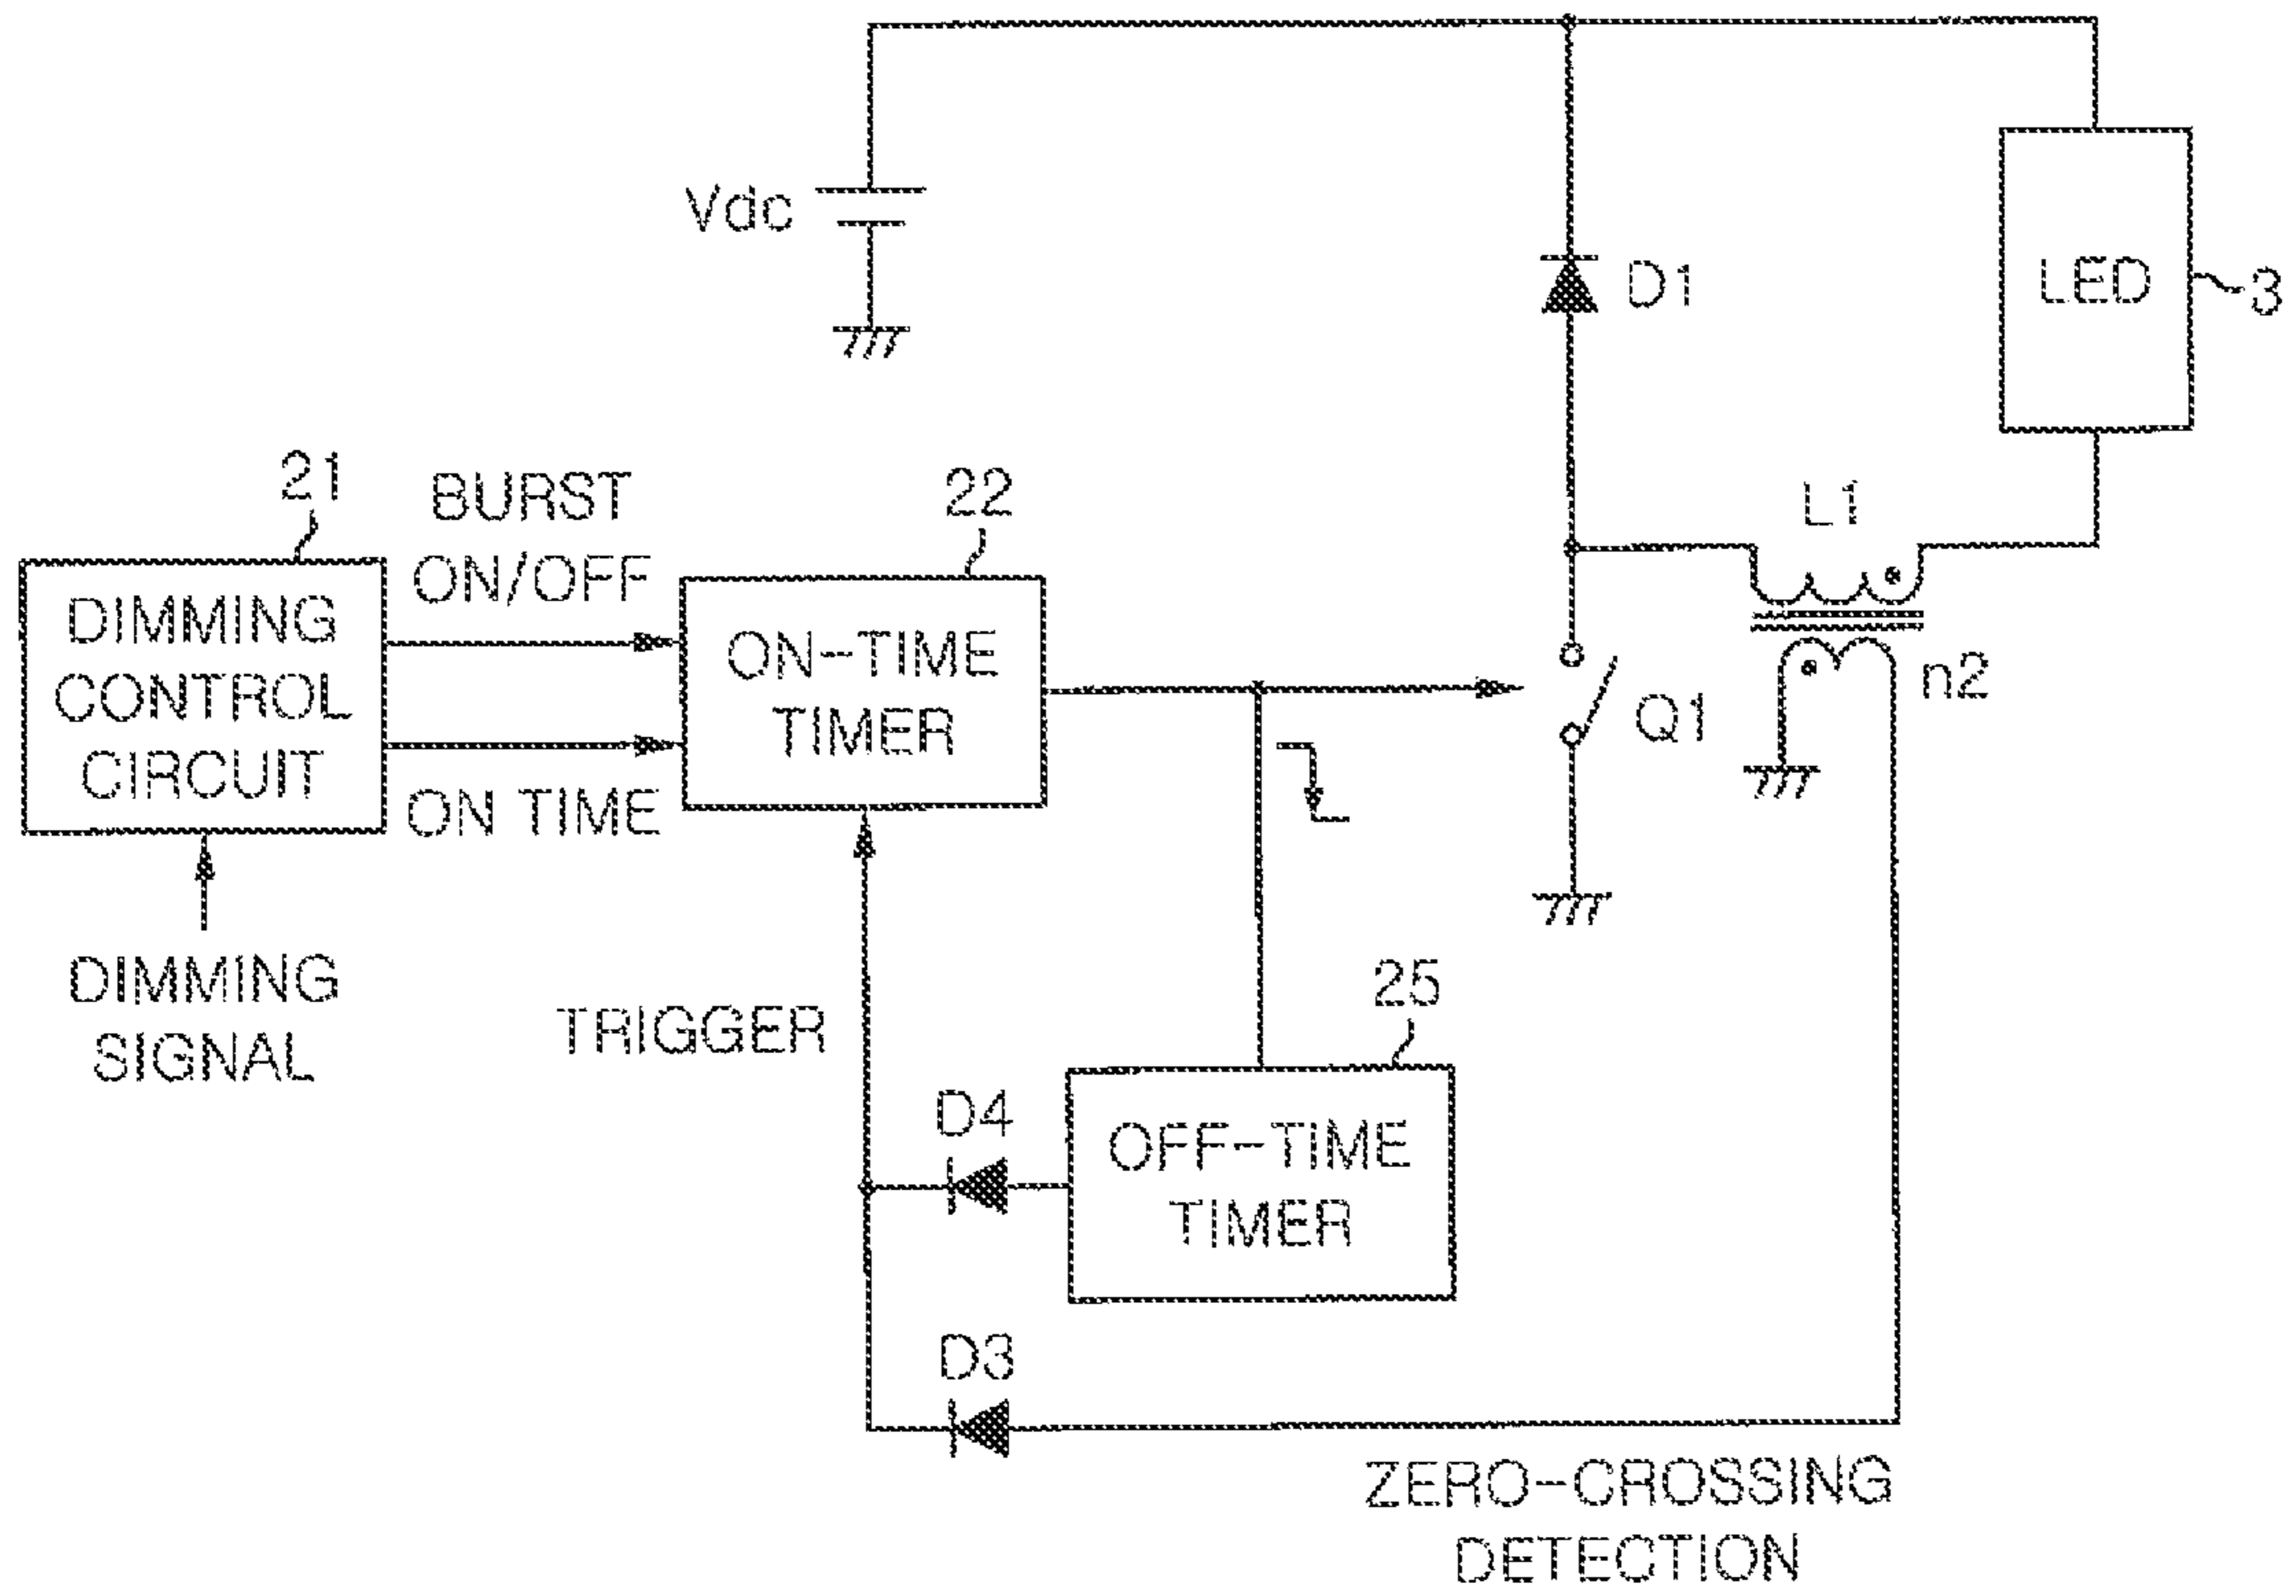 Vdc
D1
LED
3
21
BURST
ON/OFF
22
L1
DIMMING
CONTROL
CIRCUIT
ON-TIME
TIMER
n2
Q1
ON TIME
DIMMING
SIGNAL
TRIGGER
25
D4
OFF-TIME
TIMER
D3
ZERO-CROSSING
DETECTION